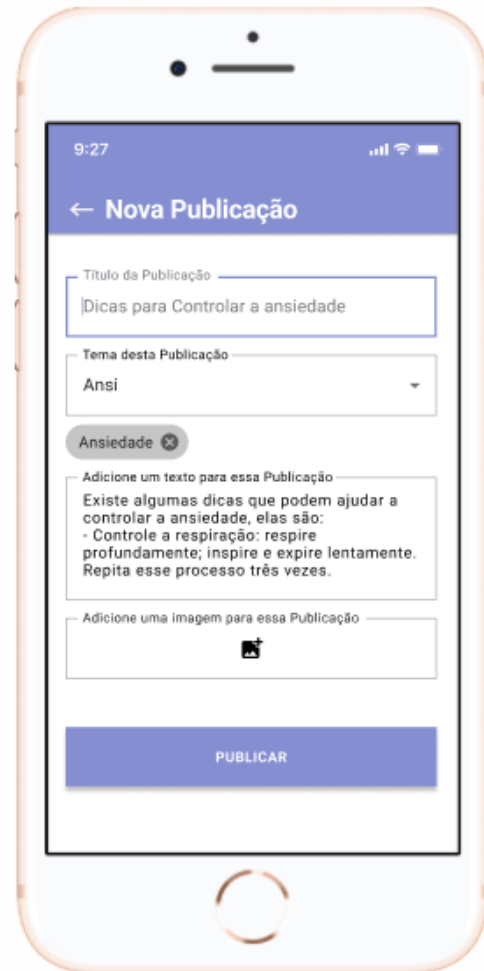 9:27
← Nova Publicação
Título da Publicação
Dicas para Controlar a ansiedade
Tema desta Publicação
Ansi
Ansiedade
Adicione um texto para essa Publicação
Existe algumas dicas que podem ajudar a
controlar a ansiedade, elas são:
- Controle a respiração: respire
profundamente; inspire e expire lentamente.
Repita esse processo três vezes.
Adicione uma imagem para essa Publicação
PUBLICAR